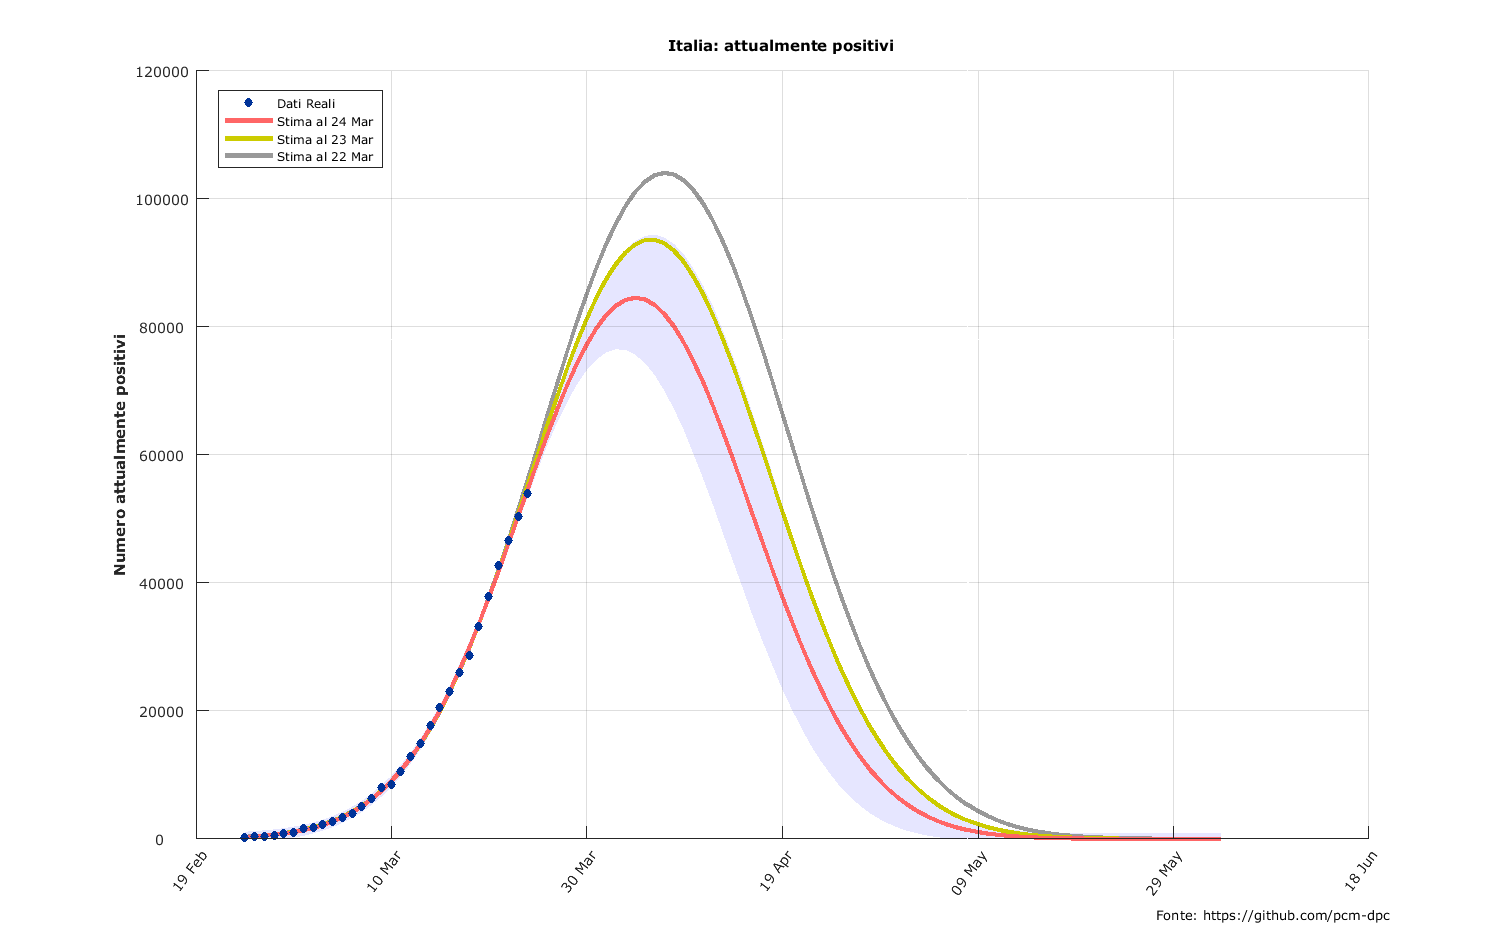 Italia: attualmente positivi
120000
100000
80000
60000
40000
20000
0
Numero attualmente positivi
Dati Reali
Stima al 24 Mar
Stima al 23 Mar
Stima al 22 Mar
19 Feb
10 Mar
30 Mar
19 Apr
09 May
29 May
18 Jun
Fonte: https://github.com/pcm-dpc